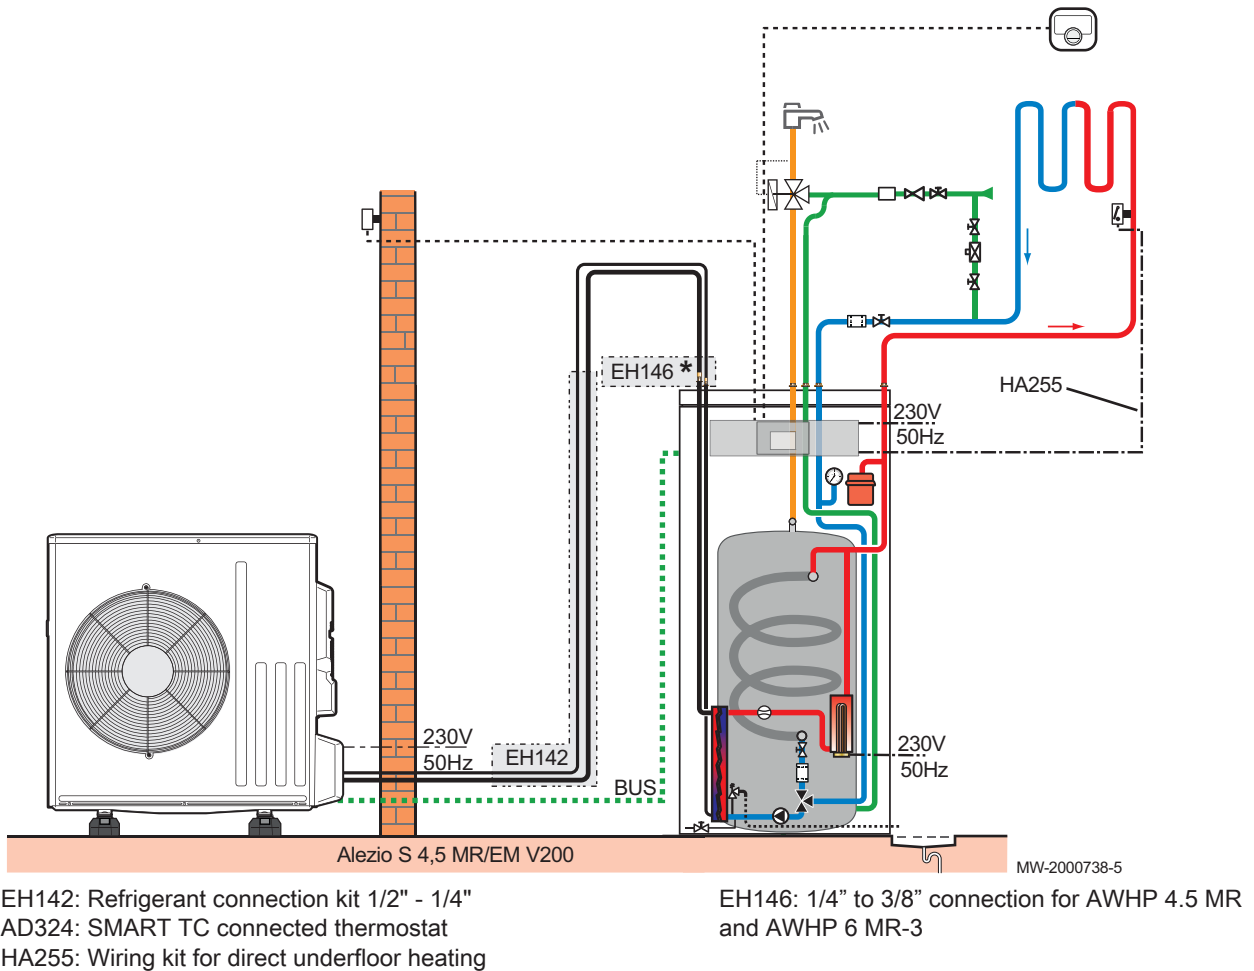 EH146 *
HA255
230V
50Hz
230V
50Hz
EH142
BUS
230V
50Hz
Alezio S 4,5 MR/EM V200
MW-2000738-5
EH142: Refrigerant connection kit 1/2" - 1/4"
AD324: SMART TC connected thermostat
HA255: Wiring kit for direct underfloor heating
EH146: 1/4” to 3/8” connection for AWHP 4.5 MR
and AWHP 6 MR-3